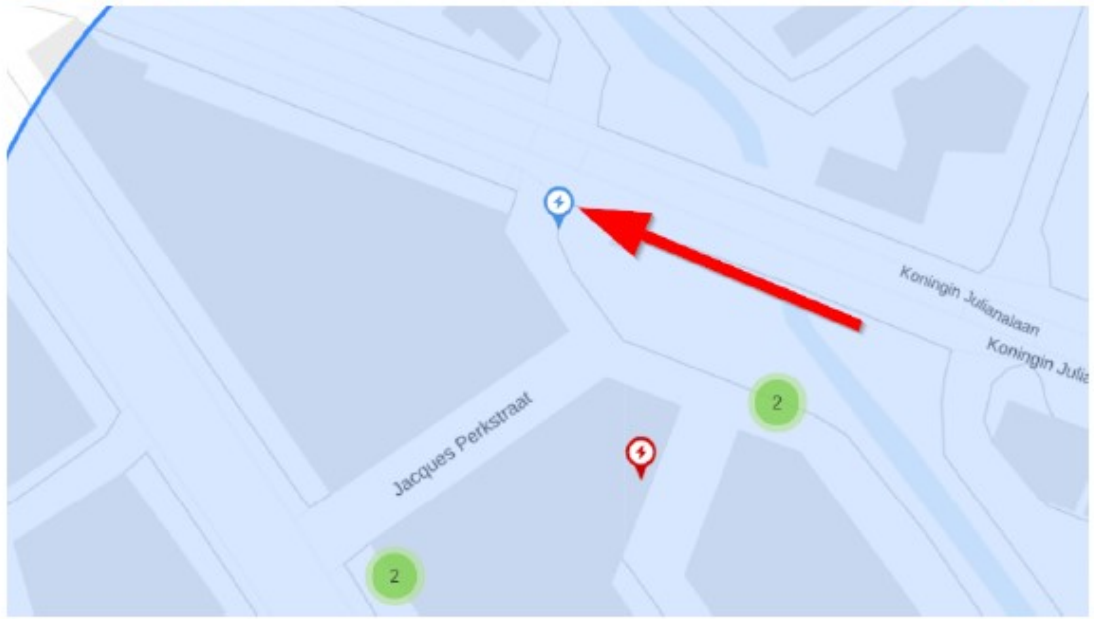 Koningin Julianalaan
Koningin Julia
Jacques Perkstraat
2
2